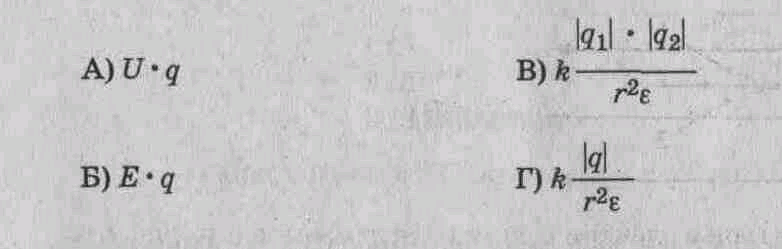 А) U · q
В) k |q₁| · |q₂| / r²ε
Б) E · q
Г) k |q| / r²ε